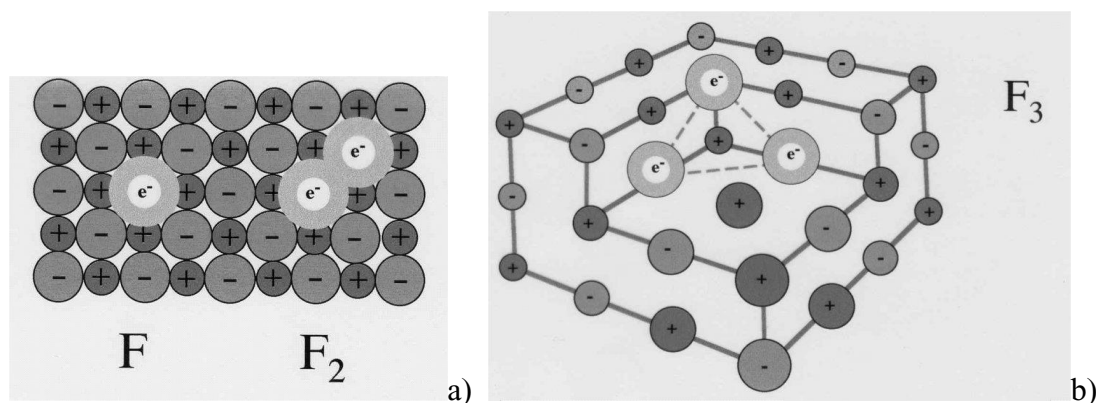 - + - + - + - + -
+ - + - + - + e⁻ +
- + e⁻ + - + e⁻ + -
+ - + - + - + - +
- + - + - + - + -
F F₂
a)
-
+ +
- +
e⁻
- +
F₃
+ -
+ +
- -
e⁻
e⁻
+
- +
+ -
- -
+ +
- +
+
-
b)